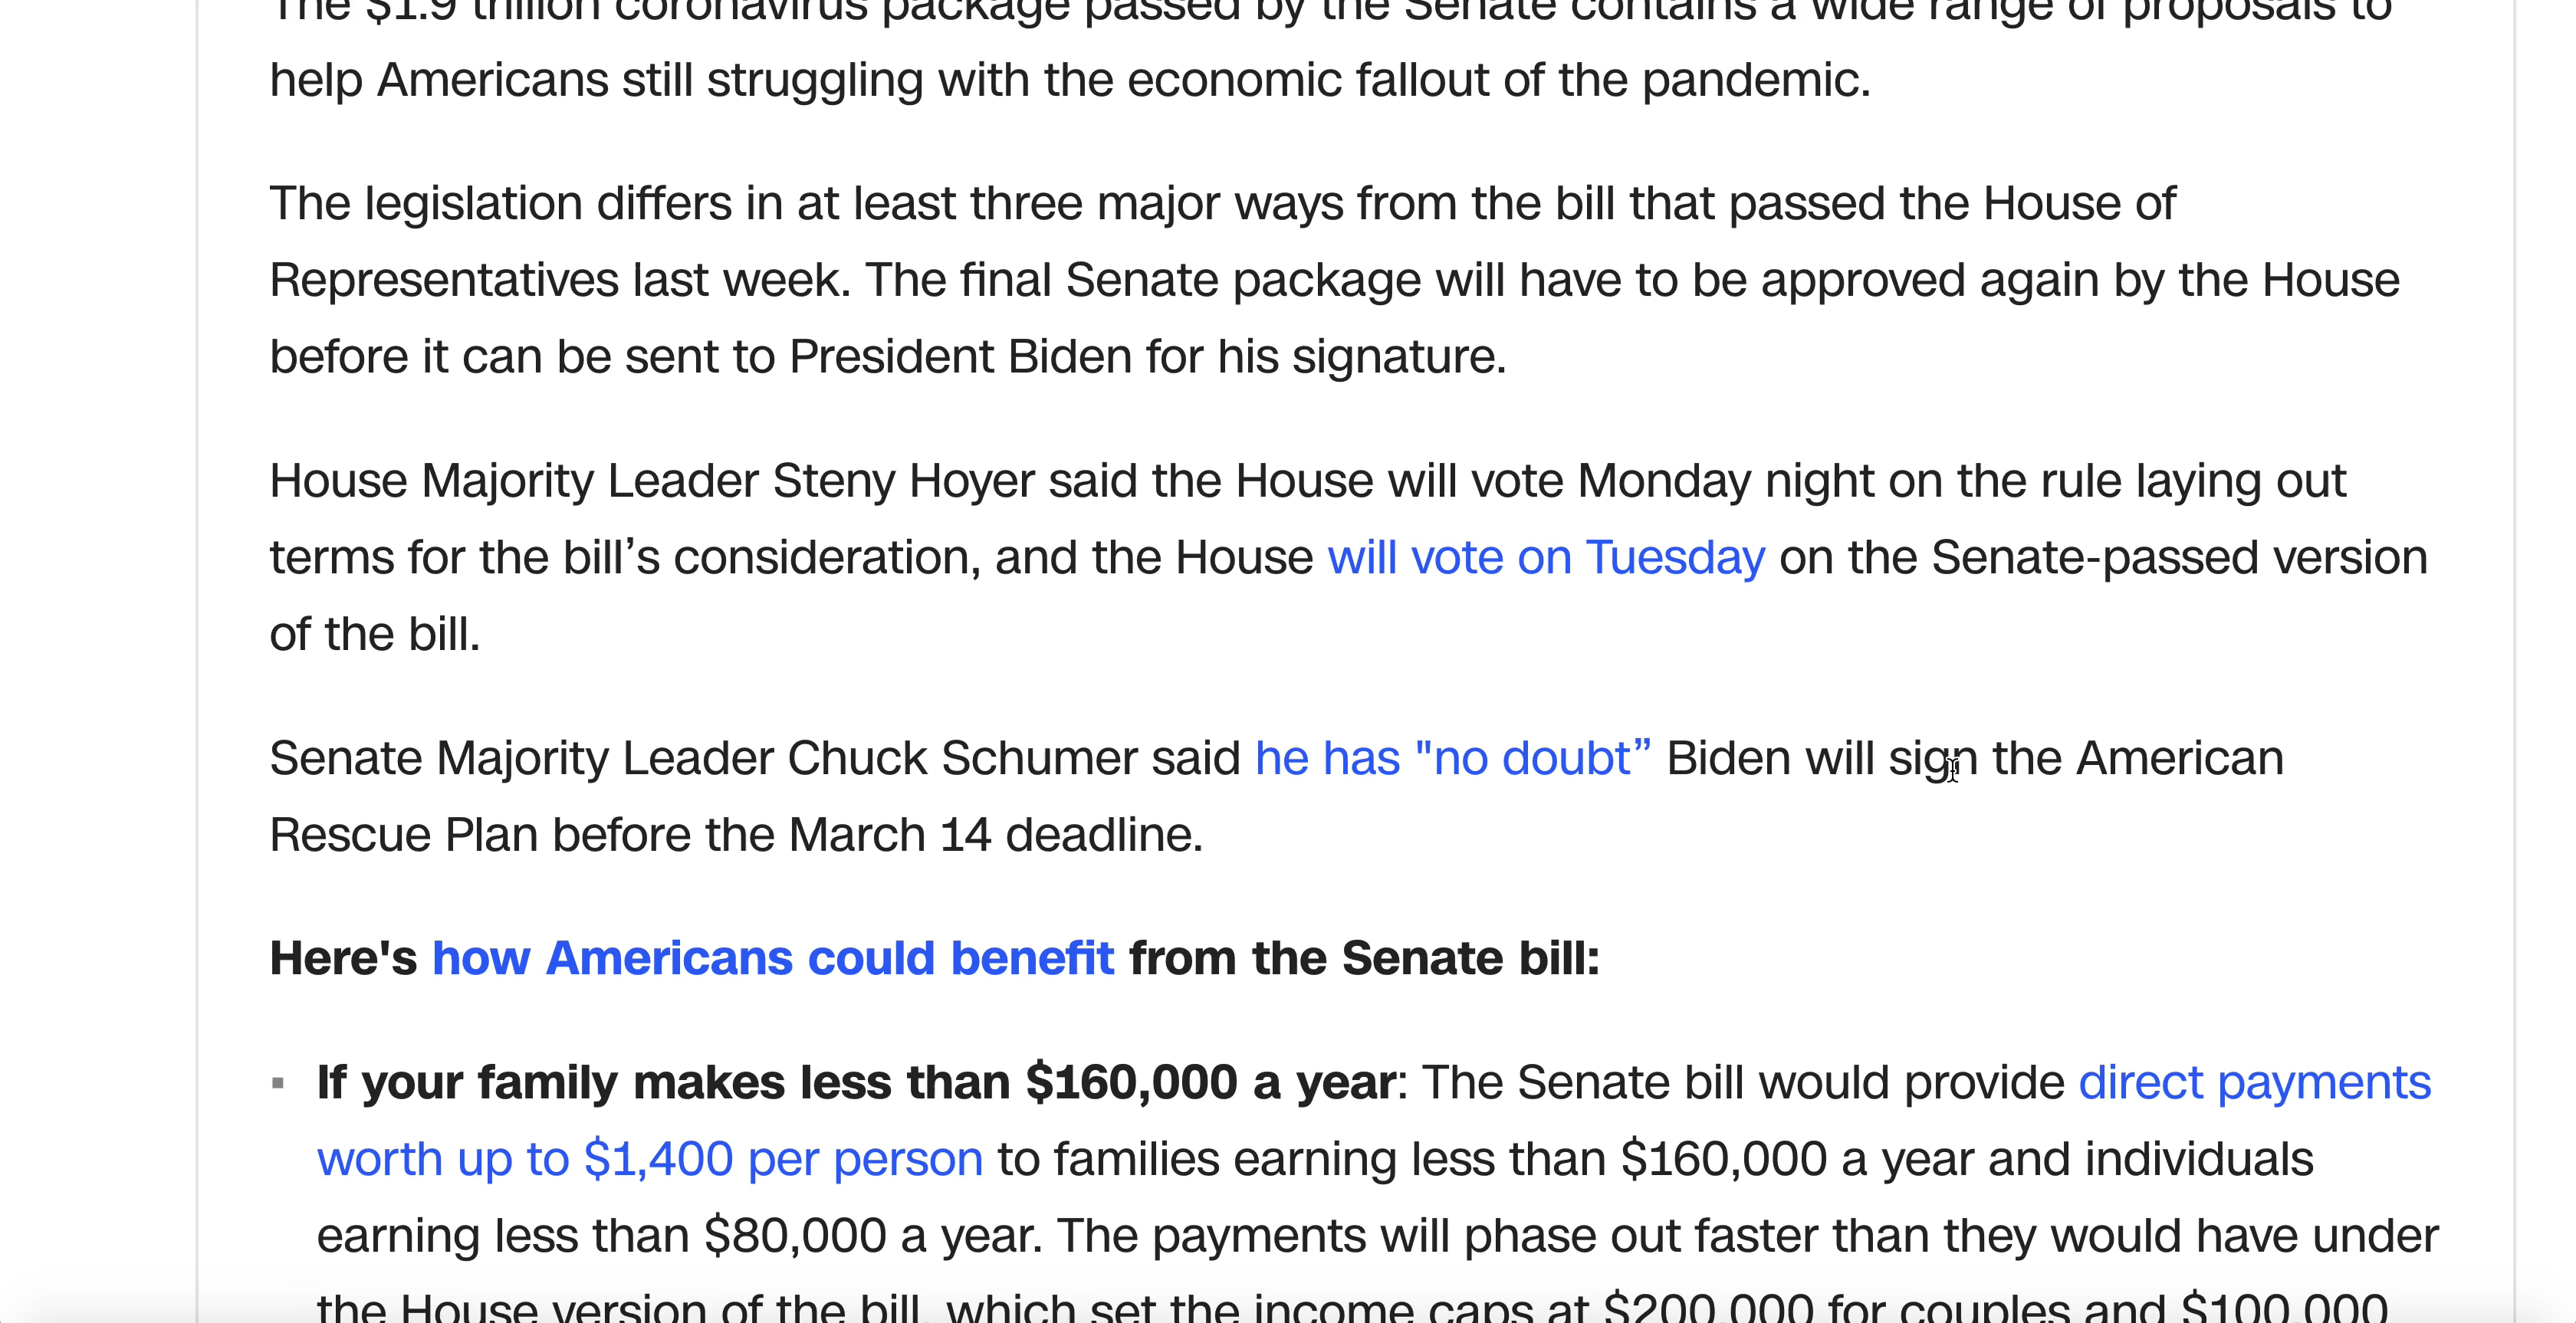 The $1.9 trillion coronavirus package passed by the Senate contains a wide range of proposals to
help Americans still struggling with the economic fallout of the pandemic.
The legislation differs in at least three major ways from the bill that passed the House of
Representatives last week. The final Senate package will have to be approved again by the House
before it can be sent to President Biden for his signature.
House Majority Leader Steny Hoyer said the House will vote Monday night on the rule laying out
terms for the bill’s consideration, and the House will vote on Tuesday on the Senate-passed version
of the bill.
Senate Majority Leader Chuck Schumer said he has "no doubt” Biden will sign the American
Rescue Plan before the March 14 deadline.
Here's how Americans could benefit from the Senate bill:
▪ If your family makes less than $160,000 a year: The Senate bill would provide direct payments
worth up to $1,400 per person to families earning less than $160,000 a year and individuals
earning less than $80,000 a year. The payments will phase out faster than they would have under
the House version of the bill, which set the income caps at $200,000 for couples and $100,000